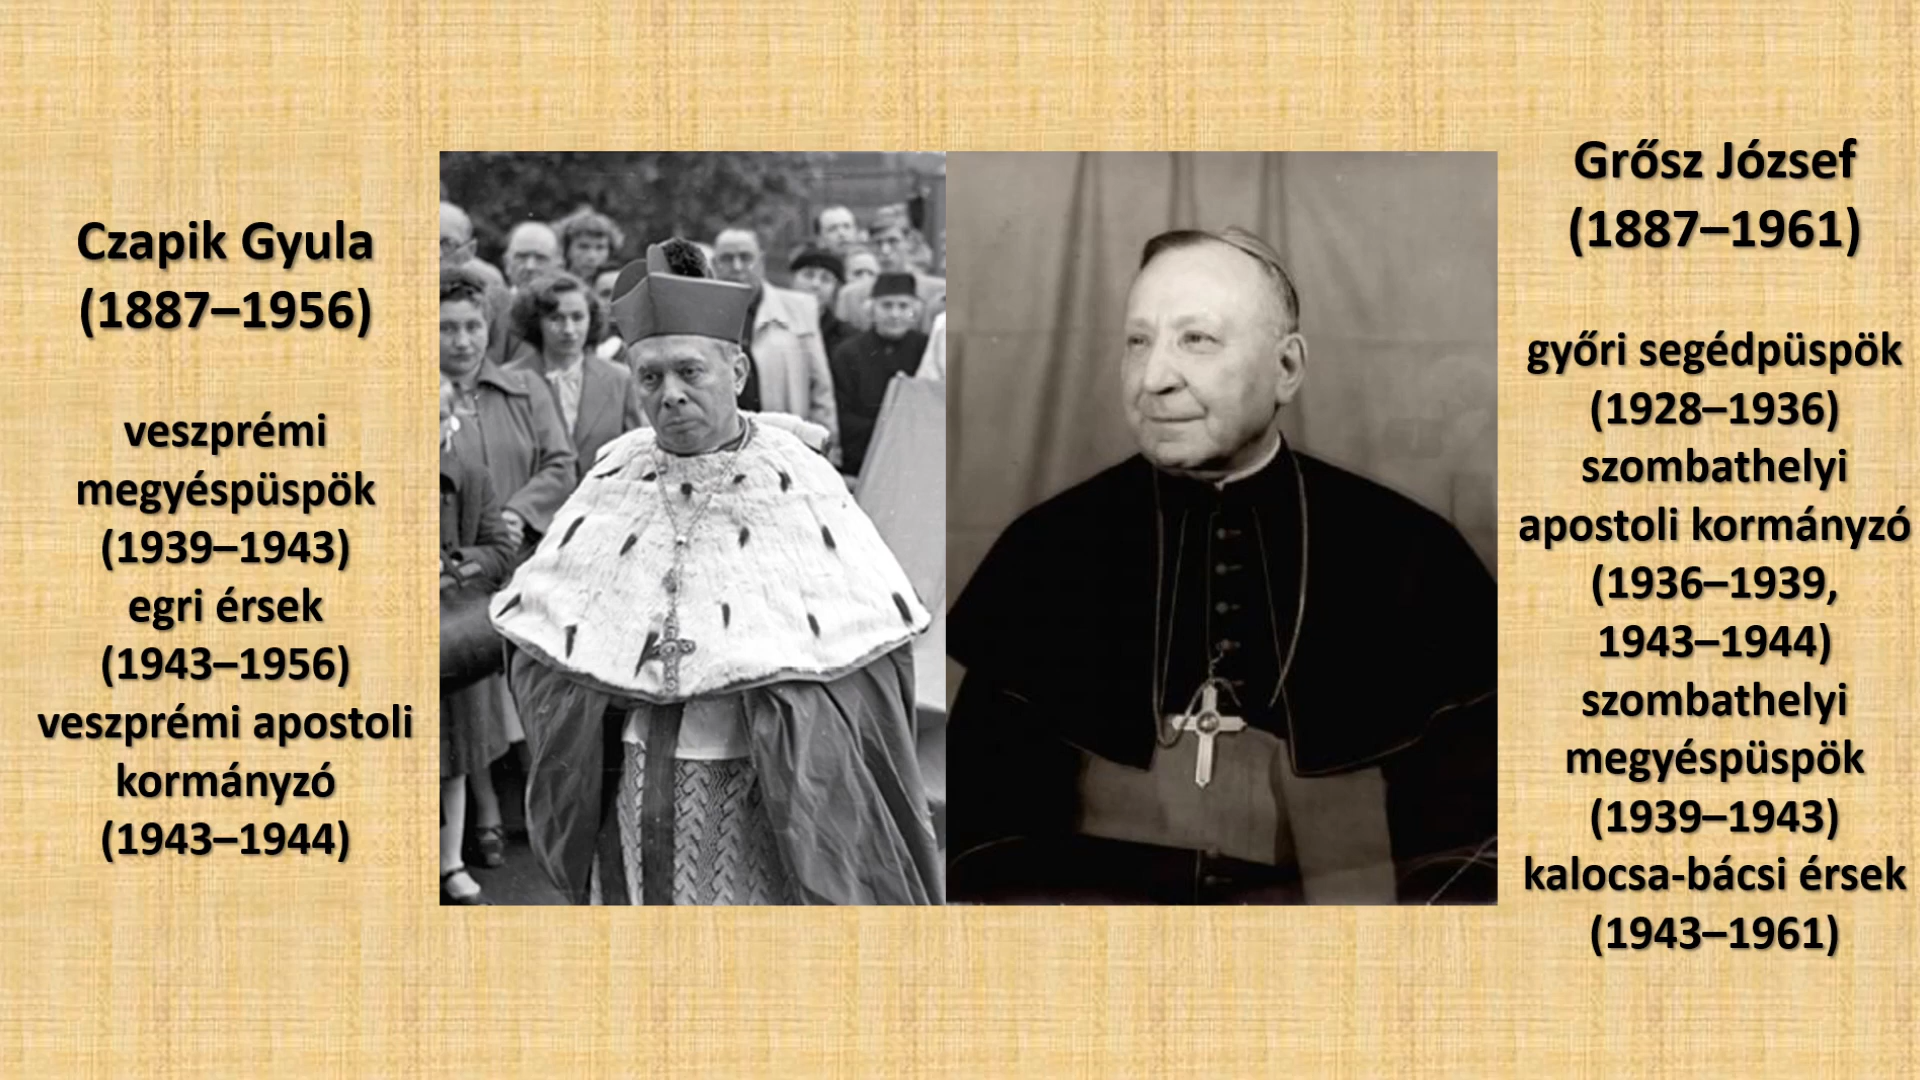 Czapik Gyula
(1887–1956)
veszprémi
megyéspüspök
(1939–1943)
egri érsek
(1943–1956)
veszprémi apostoli
kormányzó
(1943–1944)
Grősz József
(1887–1961)
győri segédpüspök
(1928–1936)
szombathelyi
apostoli kormányzó
(1936–1939,
1943–1944)
szombathelyi
megyéspüspök
(1939–1943)
kalocsa-bácsi érsek
(1943–1961)